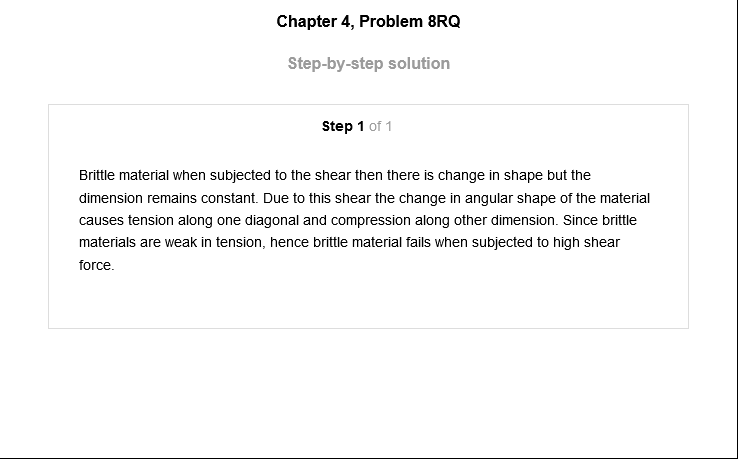 Chapter 4, Problem 8RQ
Step-by-step solution
Step 1 of 1
Brittle material when subjected to the shear then there is change in shape but the
dimension remains constant. Due to this shear the change in angular shape of the material
causes tension along one diagonal and compression along other dimension. Since brittle
materials are weak in tension, hence brittle material fails when subjected to high shear
force.